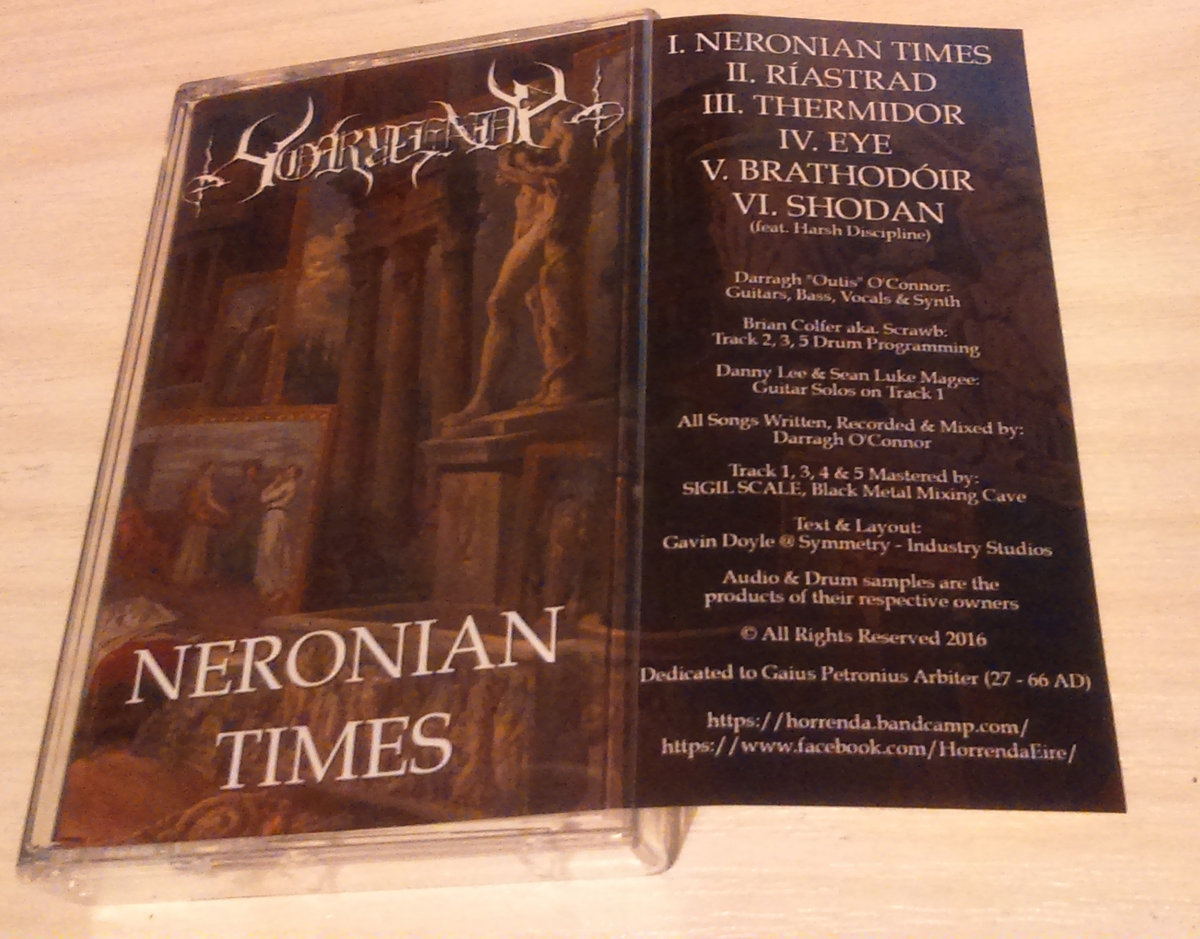 HORRENDA
NERONIAN
TIMES
I. NERONIAN TIMES
II. RÍASTRAD
III. THERMIDOR
IV. EYE
V. BRATHODÓIR
VI. SHODAN
(feat. Harsh Discipline)
Darragh "Outis" O'Connor:
Guitars, Bass, Vocals & Synth
Brian Colfer aka. Scrawb:
Track 2, 3, 5 Drum Programming
Danny Lee & Sean Luke Magee:
Guitar Solos on Track 1
All Songs Written, Recorded & Mixed by:
Darragh O'Connor
Track 1, 3, 4 & 5 Mastered by:
SIGIL SCALE, Black Metal Mixing Cave
Text & Layout:
Gavin Doyle @ Symmetry - Industry Studios
Audio & Drum samples are the
products of their respective owners
© All Rights Reserved 2016
Dedicated to Gaius Petronius Arbiter (27 - 66 AD)
https://horrenda.bandcamp.com/
https://www.facebook.com/HorrendaEire/